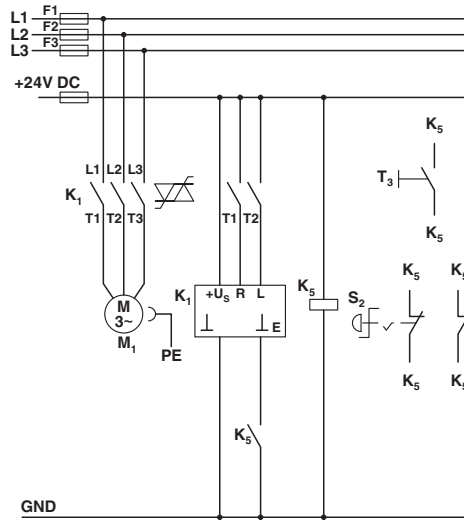 L1 F1
L2 F2
L3 F3
+24V DC
K5
L1 L2 L3
T3
K1
T1 T2 T3 T1 T2
K5
K5 K5
K1 +US R L K5 S2
M
3~
E
M1 PE
K5 K5
K5
GND